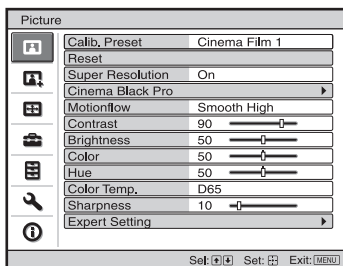 Picture
Calib. Preset Cinema Film 1
Reset
Super Resolution On
Cinema Black Pro
Motionflow Smooth High
Contrast 90
Brightness 50
Color 50
Hue 50
Color Temp. D65
Sharpness 10
Expert Setting
Sel: Set: Exit: MENU